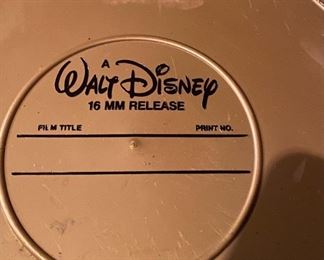 A
WALT DISNEY
16 MM RELEASE
FILM TITLE PRINT NO.